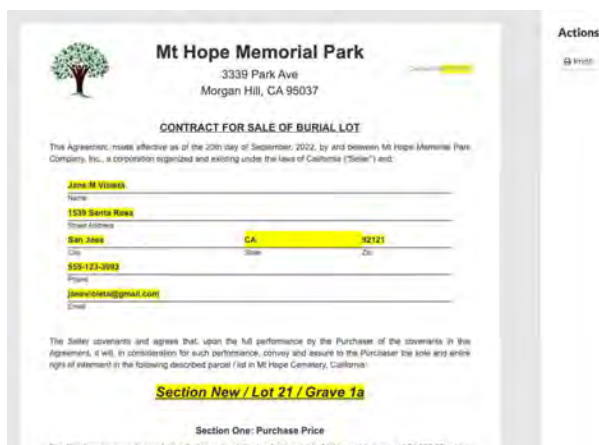 Actions
Print
Mt Hope Memorial Park
3339 Park Ave
Morgan Hill, CA 95037
CONTRACT FOR SALE OF BURIAL LOT
This Agreement, made effective as of the 20th day of September, 2022, by and between Mt Hope Memorial Park
Company, Inc., a corporation organized and existing under the laws of California ("Seller") and:
Jane M
Name
1539 Santa Rosa
Street Address
San Jose CA 92121
City State Zip
555-123-3092
Phone
janevioleta@gmail.com
Email
The Seller covenants and agrees that, upon the full performance by the Purchaser of the covenants in this
Agreement, it will, in consideration for such performance, convey and assure to the Purchaser the sole and entire
right of interment in the following described parcel / lot in Mt Hope Cemetery, California:
Section New / Lot 21 / Grave 1a
Section One: Purchase Price